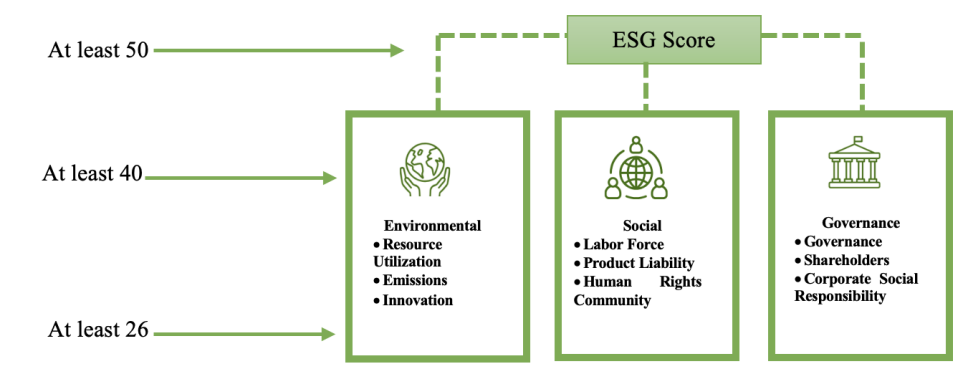 At least 50
ESG Score
At least 40
Environmental
• Resource
Utilization
• Emissions
• Innovation
Social
• Labor Force
• Product Liability
• Human Rights
Community
Governance
• Governance
• Shareholders
• Corporate Social
Responsibility
At least 26